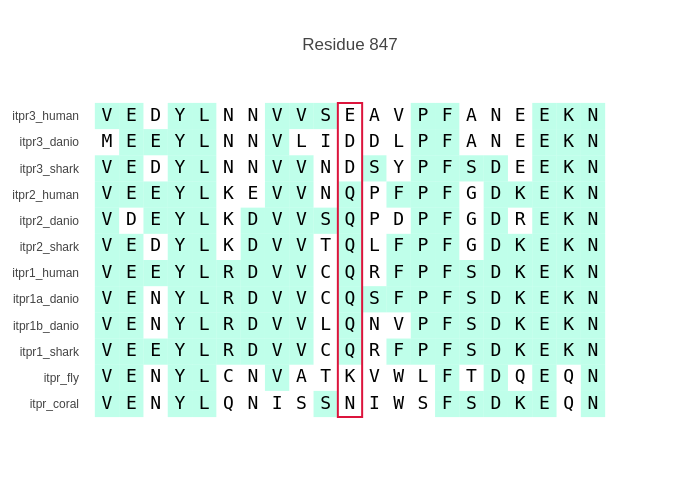 Residue 847
itpr3_human V E D Y L N N V V S E A V P F A N E E K N
itpr3_danio M E E Y L N N V L I D D L P F A N E E K N
itpr3_shark V E D Y L N N V V N D S Y P F S D E E K N
itpr2_human V E E Y L K E V V N Q P F P F G D K E K N
itpr2_danio V D E Y L K D V V S Q P D P F G D R E K N
itpr2_shark V E D Y L K D V V T Q L F P F G D K E K N
itpr1_human V E E Y L R D V V C Q R F P F S D K E K N
itpr1a_danio V E N Y L R D V V C Q S F P F S D K E K N
itpr1b_danio V E N Y L R D V V L Q N V P F S D K E K N
itpr1_shark V E E Y L R D V V C Q R F P F S D K E K N
itpr_fly V E N Y L C N V A T K V W L F T D Q E Q N
itpr_coral V E N Y L Q N I S S N I W S F S D K E Q N